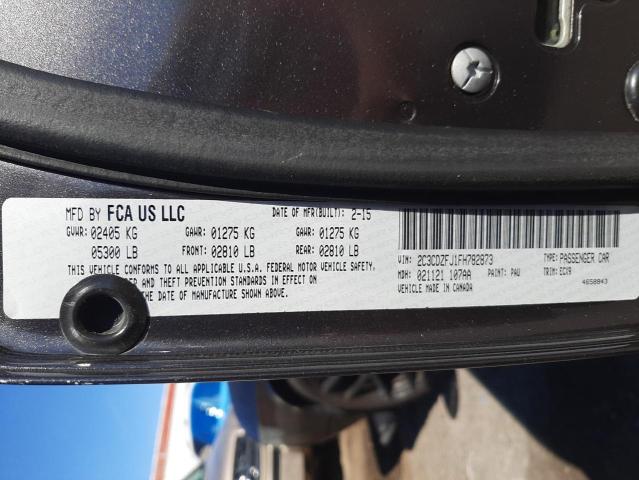 MFD BY FCA US LLC DATE OF MFR(BUILT): 2-15
GVWR: 02405 KG GAWR: 01275 KG GAWR: 01275 KG
05300 LB FRONT: 02810 LB REAR: 02810 LB
THIS VEHICLE CONFORMS TO ALL APPLICABLE U.S.A. FEDERAL MOTOR VEHICLE SAFETY,
ER AND THEFT PREVENTION STANDARDS IN EFFECT ON
THE DATE OF MANUFACTURE SHOWN ABOVE.
VIN: 2C3CDZFJ1FH782873 TYPE: PASSENGER CAR
MDH: 021121 107AA PAINT: PAU TRIM: ECX9
VEHICLE MADE IN CANADA 4658843